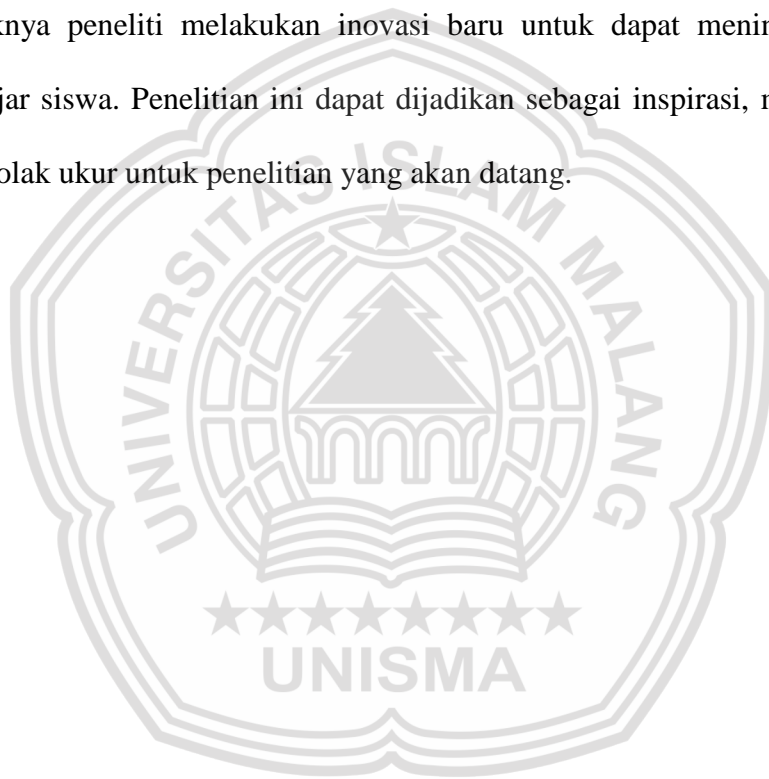 knya peneliti melakukan inovasi baru untuk dapat menin
jar siswa. Penelitian ini dapat dijadikan sebagai inspirasi,
olak ukur untuk penelitian yang akan datang.
UNIVERSITAS ISLAM MALANG
UNISMA